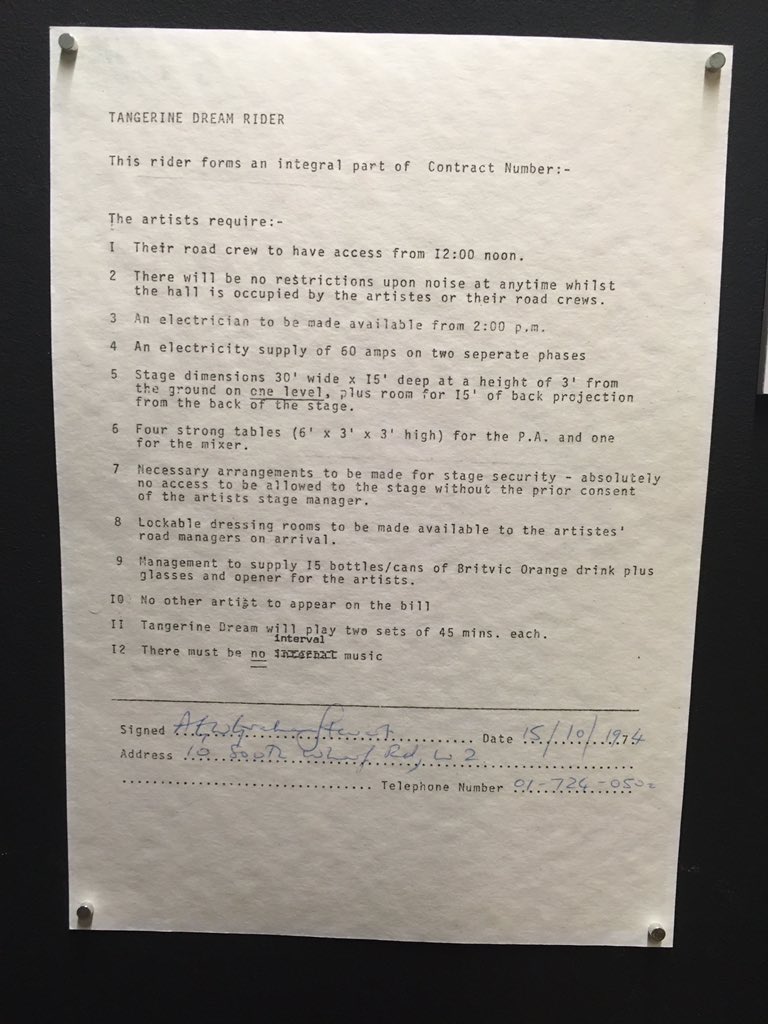 TANGERINE DREAM RIDER
This rider forms an integral part of Contract Number:-
The artists require:-
I Their road crew to have access from I2:00 noon.
2 There will be no restrictions upon noise at anytime whilst
the hall is occupied by the artistes or their road crews.
3 An electrician to be made available from 2:00 p.m.
4 An electricity supply of 60 amps on two seperate phases
5 Stage dimensions 30' wide x I5' deep at a height of 3' from
the ground on one level, plus room for I5' of back projection
from the back of the stage.
6 Four strong tables (6' x 3' x 3' high) for the P.A. and one
for the mixer.
7 Necessary arrangements to be made for stage security - absolutely
no access to be allowed to the stage without the prior consent
of the artists stage manager.
8 Lockable dressing rooms to be made available to the artistes'
road managers on arrival.
9 Management to supply I5 bottles/cans of Britvic Orange drink plus
glasses and opener for the artists.
I0 No other artist to appear on the bill
II Tangerine Dream will play two sets of 45 mins. each.
interval
I2 There must be no music
Signed Date 15/10/1974
Address 10 South Wharf Rd, W2
Telephone Number 01-724-050